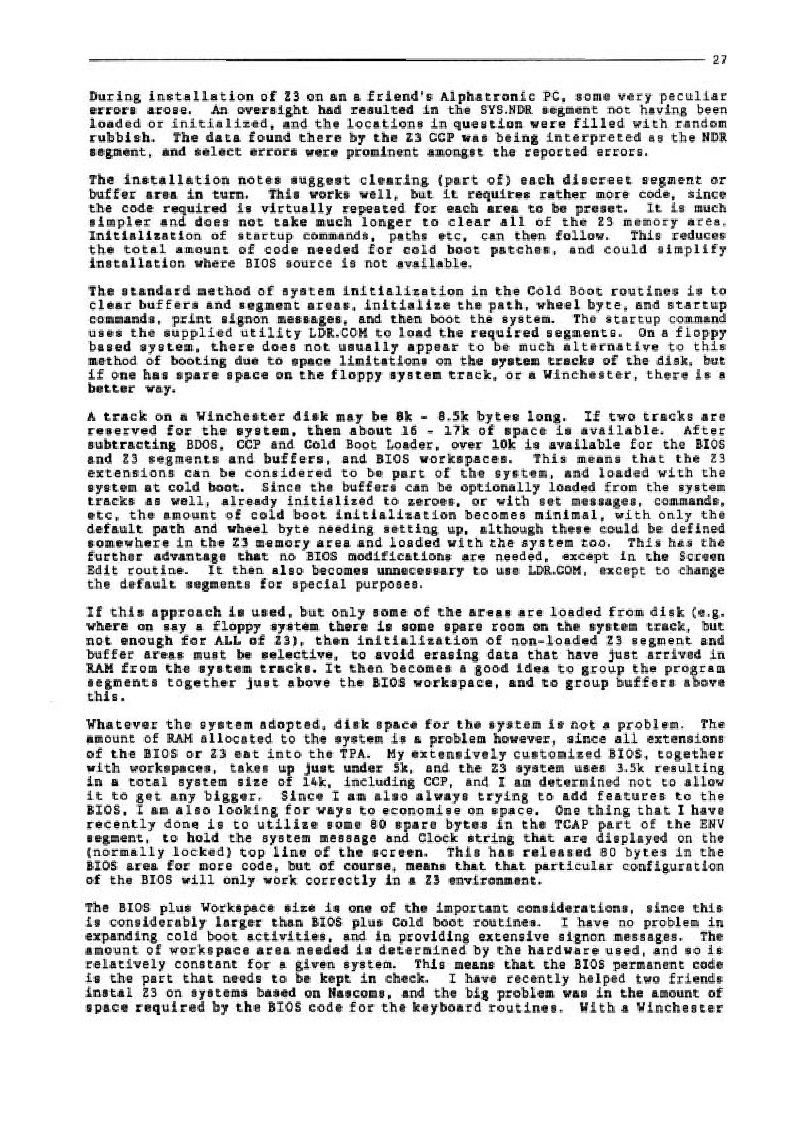 27
During installation of Z3 on an a friend's Alphatronic PC, some very peculiar
errors arose. An oversight had resulted in the SYS.NDR segment not having been
loaded or initialized, and the locations in question were filled with random
rubbish. The data found there by the Z3 CCP was being interpreted as the NDR
segment, and select errors were prominent amongst the reported errors.
The installation notes suggest clearing (part of) each discreet segment or
buffer area in turn. This works well, but it requires rather more code, since
the code required is virtually repeated for each area to be preset. It is much
simpler and does not take much longer to clear all of the Z3 memory area.
Initialization of startup commands, paths etc, can then follow. This reduces
the total amount of code needed for cold boot patches, and could simplify
installation where BIOS source is not available.
The standard method of system initialization in the Cold Boot routines is to
clear buffers and segment areas, initialize the path, wheel byte, and startup
commands, print signon messages, and then boot the system. The startup command
uses the supplied utility LDR.COM to load the required segments. On a floppy
based system, there does not usually appear to be much alternative to this
method of booting due to space limitations on the system tracks of the disk, but
if one has spare space on the floppy system track, or a Winchester, there is a
better way.
A track on a Winchester disk may be 8k - 8.5k bytes long. If two tracks are
reserved for the system, then about 16 - 17k of space is available. After
subtracting BDOS, CCP and Cold Boot Loader, over 10k is available for the BIOS
and Z3 segments and buffers, and BIOS workspaces. This means that the Z3
extensions can be considered to be part of the system, and loaded with the
system at cold boot. Since the buffers can be optionally loaded from the system
tracks as well, already initialized to zeroes, or with set messages, commands,
etc, the amount of cold boot initialization becomes minimal, with only the
default path and wheel byte needing setting up, although these could be defined
somewhere in the Z3 memory area and loaded with the system too. This has the
further advantage that no BIOS modifications are needed, except in the Screen
Edit routine. It then also becomes unnecessary to use LDR.COM, except to change
the default segments for special purposes.
If this approach is used, but only some of the areas are loaded from disk (e.g.
where on say a floppy system there is some spare room on the system track, but
not enough for ALL of Z3), then initialization of non-loaded Z3 segment and
buffer areas must be selective, to avoid erasing data that have just arrived in
RAM from the system tracks. It then becomes a good idea to group the program
segments together just above the BIOS workspace, and to group buffers above
this.
Whatever the system adopted, disk space for the system is not a problem. The
amount of RAM allocated to the system is a problem however, since all extensions
of the BIOS or Z3 eat into the TPA. My extensively customized BIOS, together
with workspaces, takes up just under 5k, and the Z3 system uses 3.5k resulting
in a total system size of 14k, including CCP, and I am determined not to allow
it to get any bigger. Since I am also always trying to add features to the
BIOS, I am also looking for ways to economise on space. One thing that I have
recently done is to utilize some 80 spare bytes in the TCAP part of the ENV
segment, to hold the system message and Clock string that are displayed on the
(normally locked) top line of the screen. This has released 80 bytes in the
BIOS area for more code, but of course, means that that particular configuration
of the BIOS will only work correctly in a Z3 environment.
The BIOS plus Workspace size is one of the important considerations, since this
is considerably larger than BIOS plus Cold boot routines. I have no problem in
expanding cold boot activities, and in providing extensive signon messages. The
amount of workspace area needed is determined by the hardware used, and so is
relatively constant for a given system. This means that the BIOS permanent code
is the part that needs to be kept in check. I have recently helped two friends
instal Z3 on systems based on Nascoms, and the big problem was in the amount of
space required by the BIOS code for the keyboard routines. With a Winchester